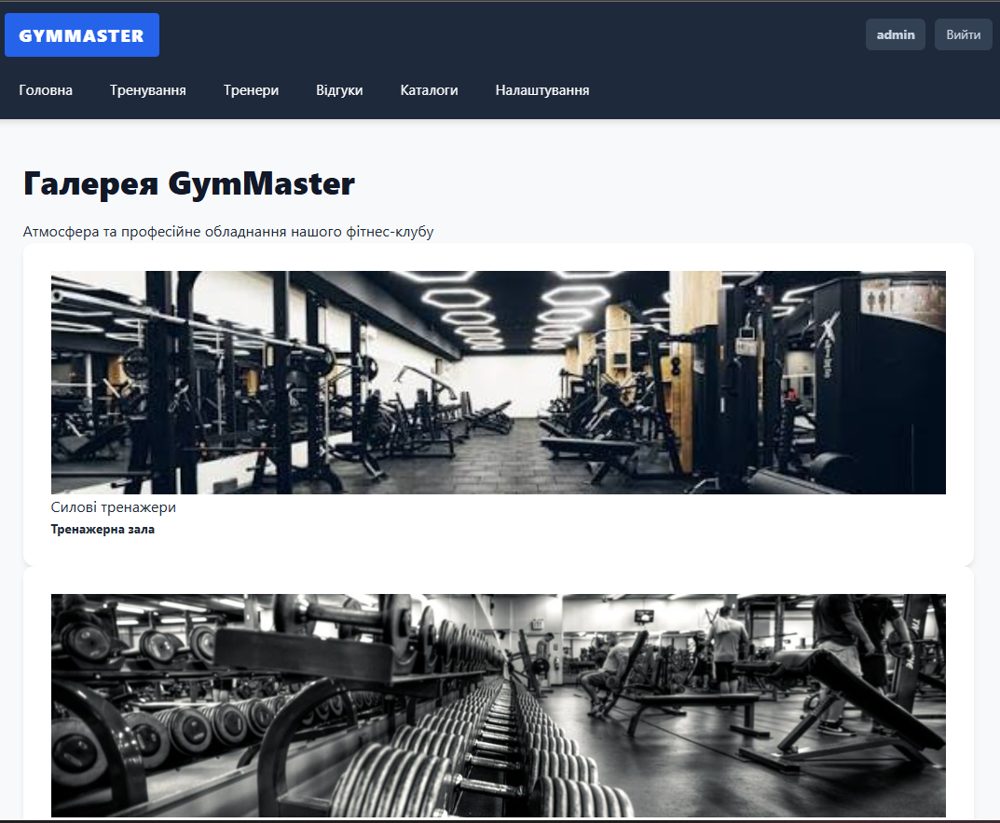 GYMMASTER
admin
Вийти
Головна
Тренування
Тренери
Відгуки
Каталоги
Налаштування
Галерея GymMaster
Атмосфера та професійне обладнання нашого фітнес-клубу
Силові тренажери
Тренажерна зала